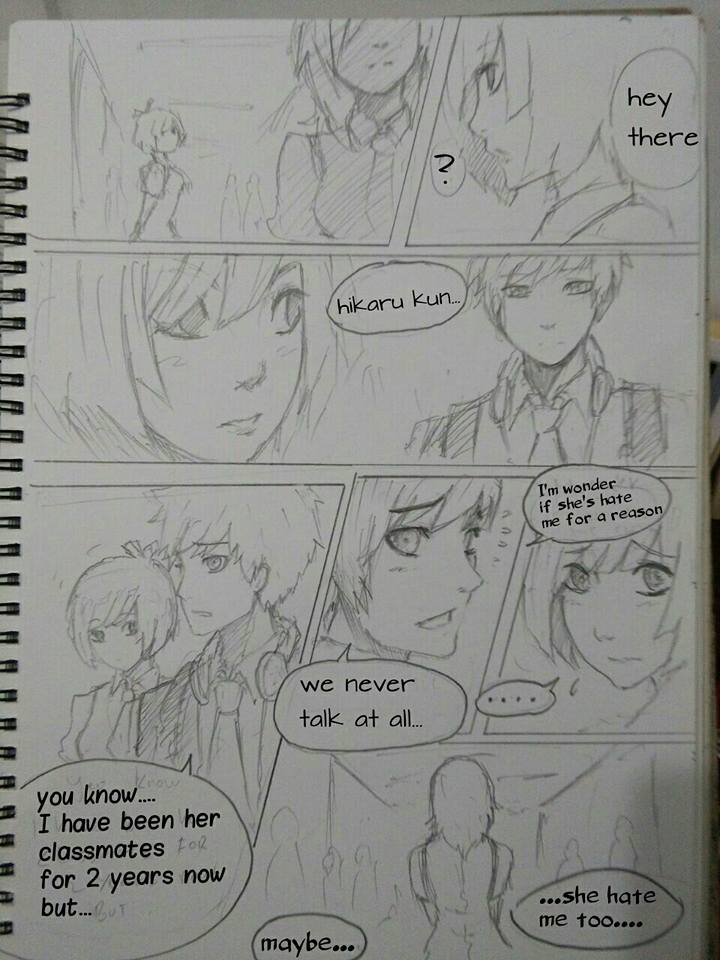 hey
there
?
hikaru kun...
I'm wonder
if she's hate
me for a reason
we never
talk at all...
.....
you know....
I have been her
classmates
for 2 years now
but...
maybe...
...she hate
me too....